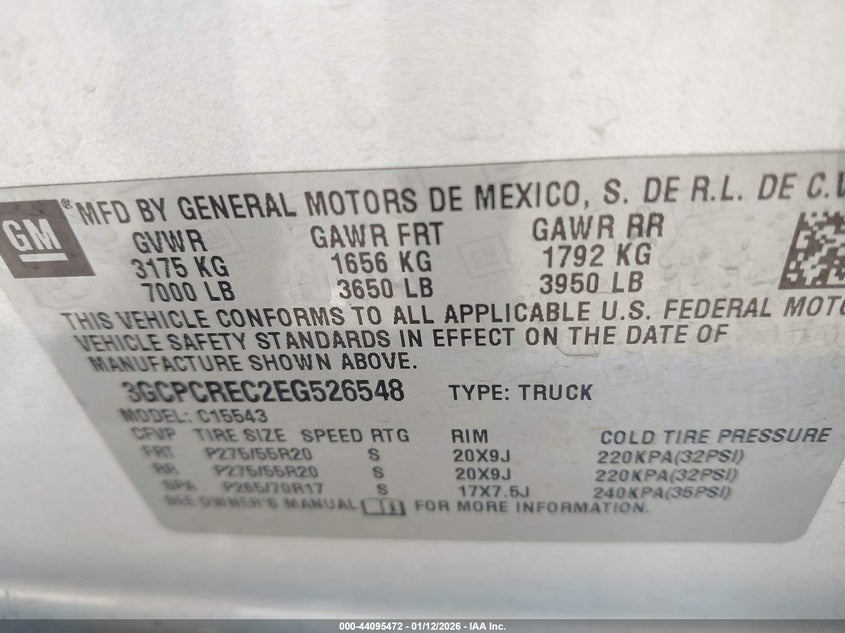 GM
® MFD BY GENERAL MOTORS DE MEXICO, S. DE R.L. DE C.V
GVWR GAWR FRT GAWR RR
3175 KG 1656 KG 1792 KG
7000 LB 3650 LB 3950 LB
THIS VEHICLE CONFORMS TO ALL APPLICABLE U.S. FEDERAL MOTO
VEHICLE SAFETY STANDARDS IN EFFECT ON THE DATE OF
MANUFACTURE SHOWN ABOVE.
3GCPCREC2EG526548 TYPE: TRUCK
MODEL: C15543
CFVP TIRE SIZE SPEED RTG RIM COLD TIRE PRESSURE
FRT P275/55R20 S 20X9J 220KPA(32PSI)
RR P275/55R20 S 20X9J 220KPA(32PSI)
SPA P265/70R17 S 17X7.5J 240KPA(35PSI)
SEE OWNER'S MANUAL FOR MORE INFORMATION.
000-44095472 - 01/12/2026 - IAA Inc.